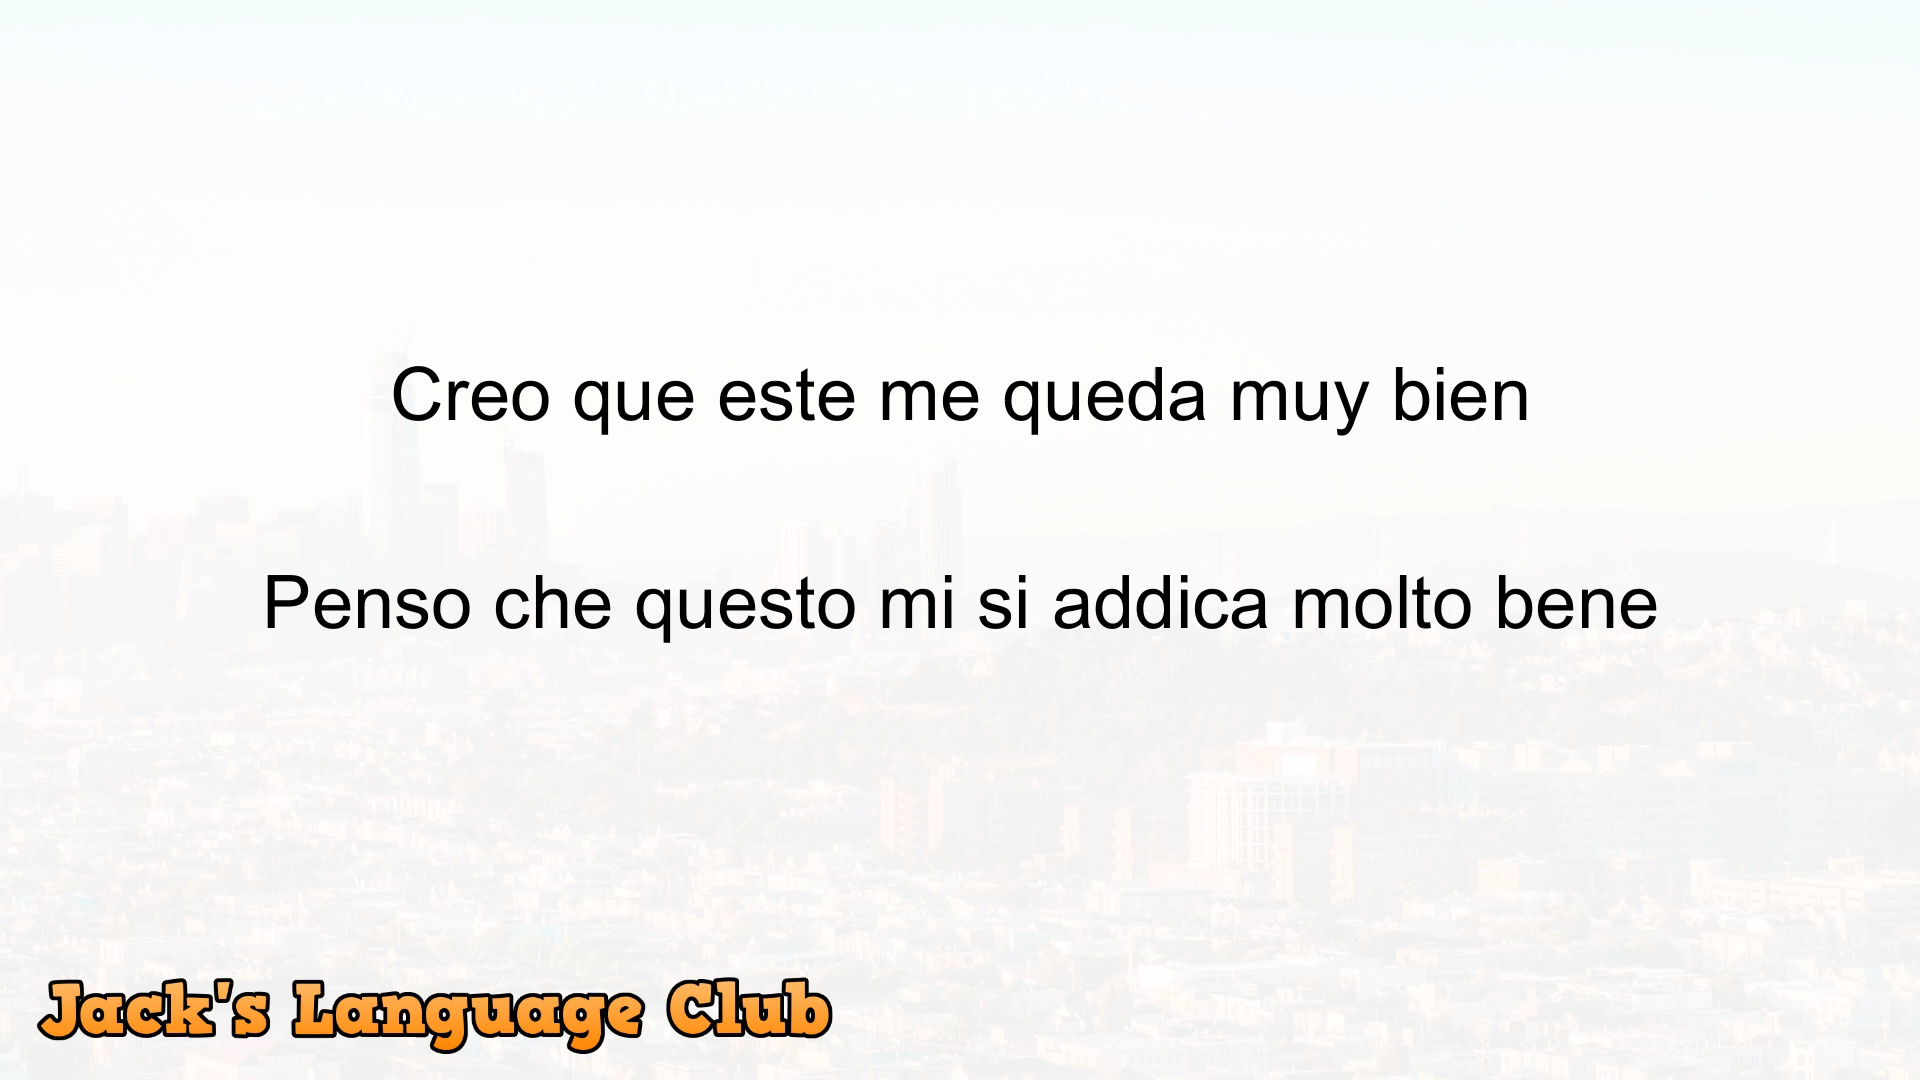 Creo que este me queda muy bien
Penso che questo mi si addica molto bene
Jack's Language Club